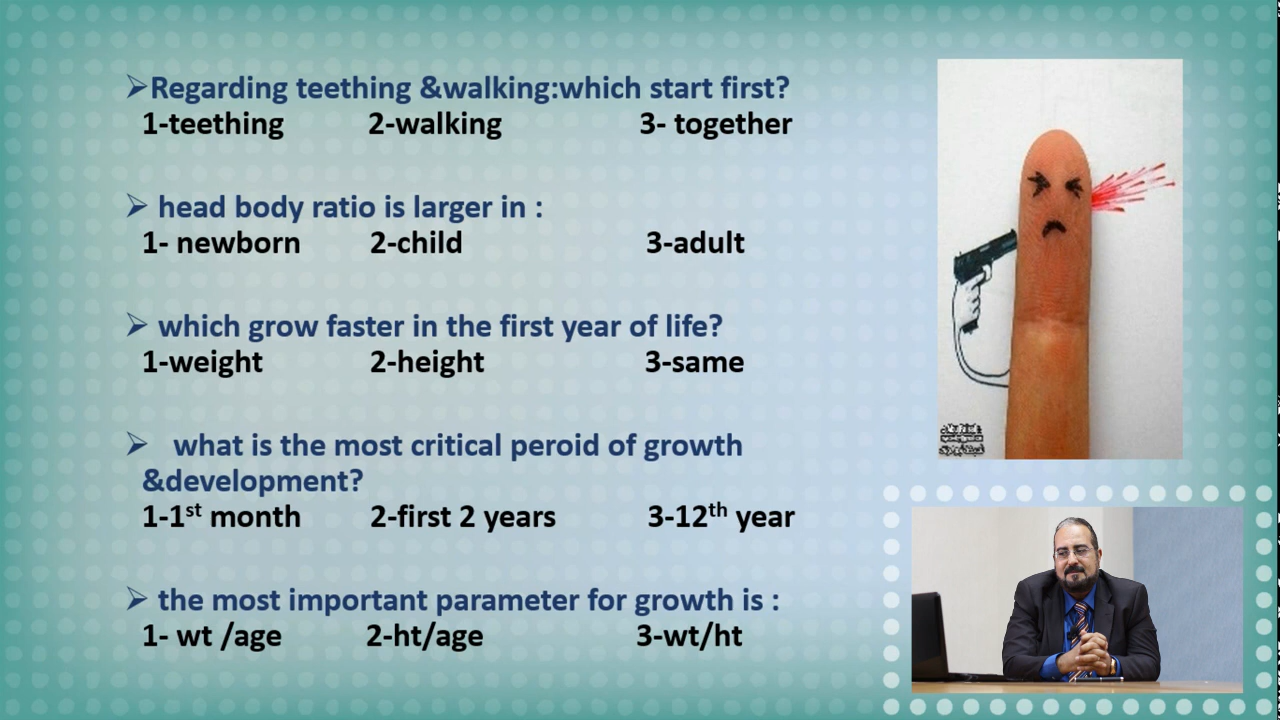 ➢Regarding teething &walking:which start first?
1-teething 2-walking 3- together
➢ head body ratio is larger in :
1- newborn 2-child 3-adult
➢ which grow faster in the first year of life?
1-weight 2-height 3-same
➢ what is the most critical peroid of growth
&development?
1-1st month 2-first 2 years 3-12th year
➢ the most important parameter for growth is :
1- wt /age 2-ht/age 3-wt/ht